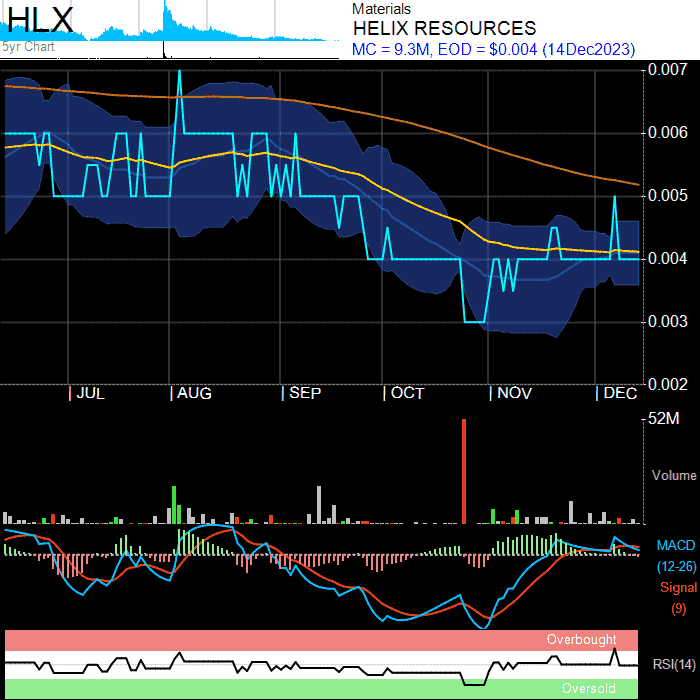 HLX
5yr Chart
Materials
HELIX RESOURCES
MC = 9.3M, EOD = $0.004 (14Dec2023)
0.007
0.006
0.005
0.004
0.003
0.002
JUL AUG SEP OCT NOV DEC
52M
Volume
MACD
(12-26)
Signal
(9)
Overbought
RSI(14)
Oversold